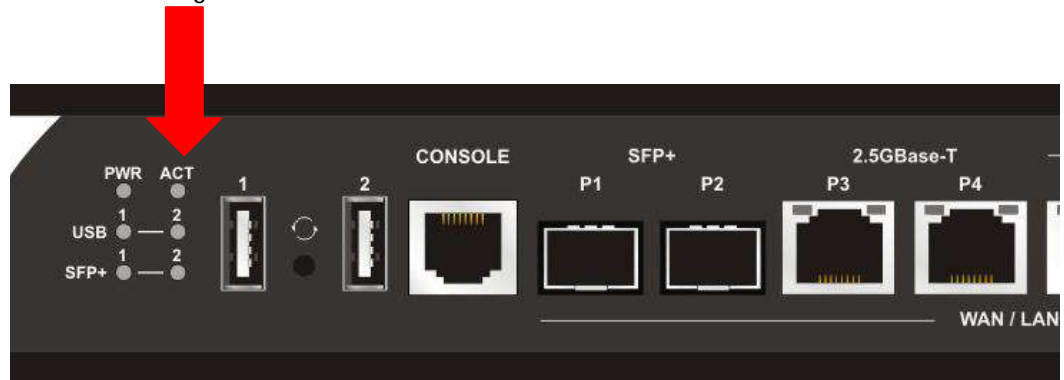 PWR ACT
1 2
USB
1 2
SFP+
1
2
CONSOLE
SFP+
P1 P2
2.5GBase-T
P3 P4
WAN / LAN